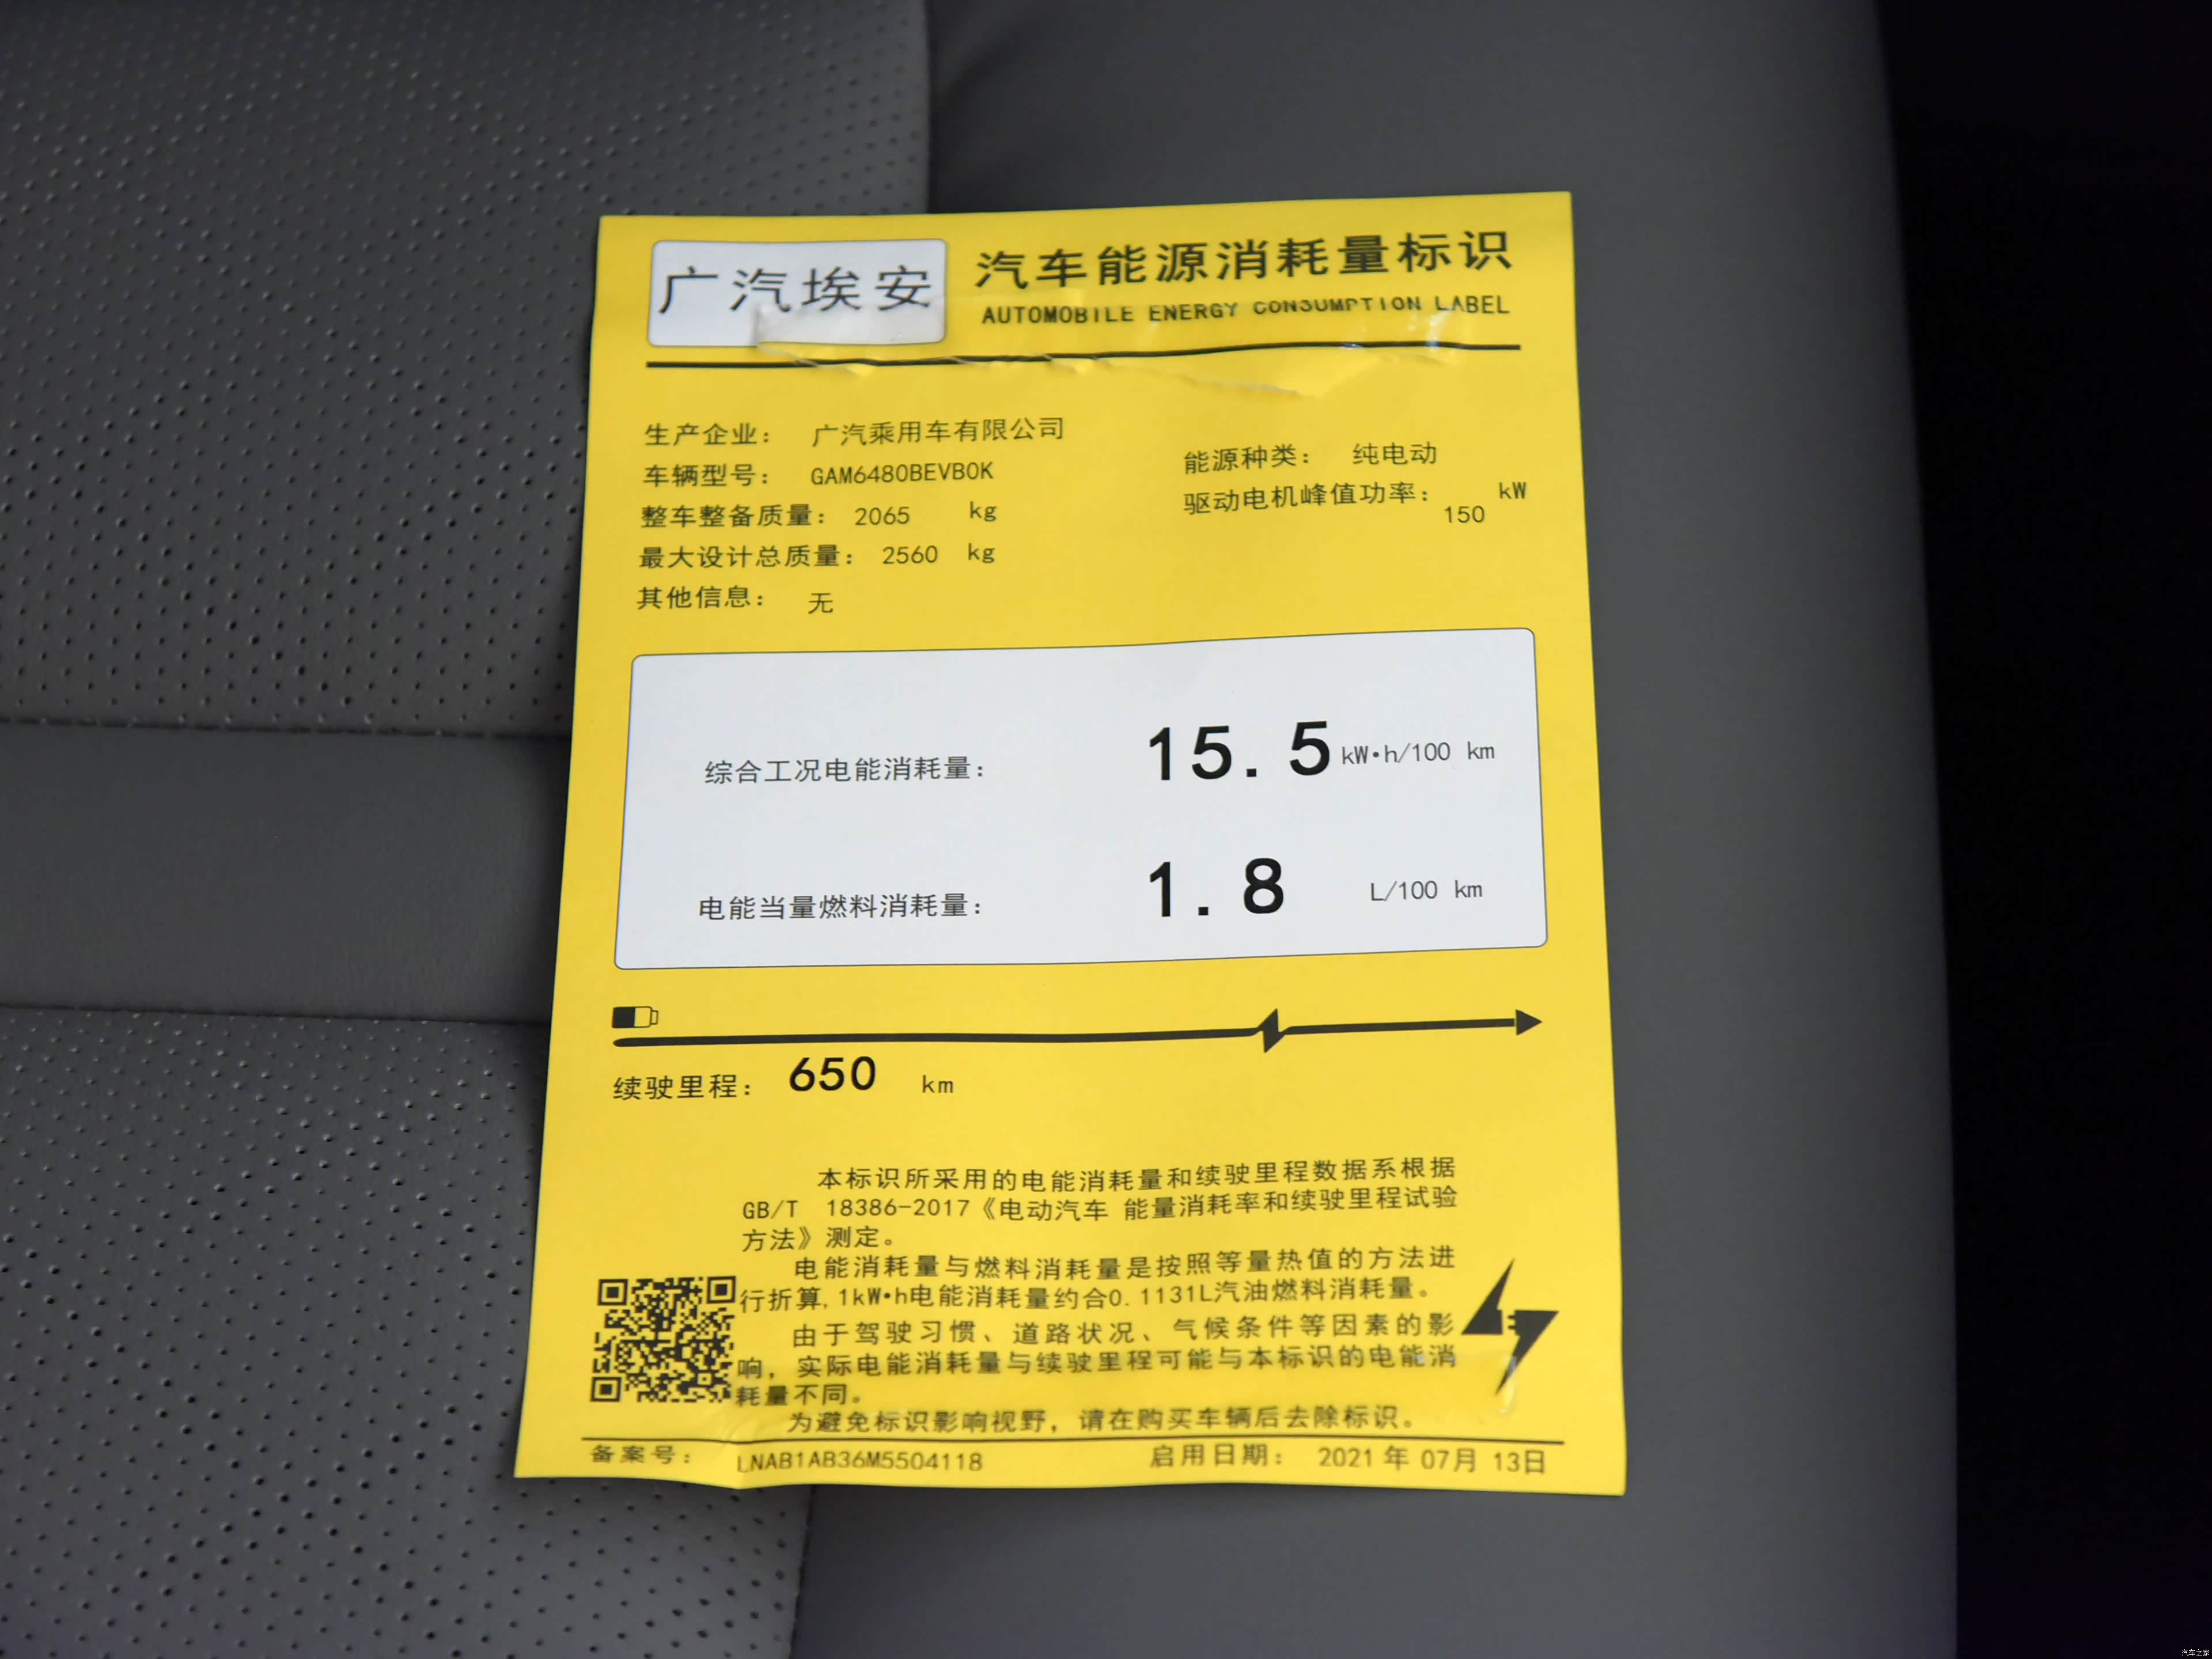 广汽埃安
汽车能源消耗量标识
AUTOMOBILE ENERGY CONSUMPTION LABEL
生产企业： 广汽乘用车有限公司
车辆型号： GAM6480BEVB0K
整车整备质量： 2065 kg
最大设计总质量： 2560 kg
其他信息： 无
能源种类： 纯电动
驱动电机峰值功率： 150 kW
综合工况电能消耗量： 15.5 kW·h/100 km
电能当量燃料消耗量： 1.8 L/100 km
续驶里程： 650 km
本标识所采用的电能消耗量和续驶里程数据系根据
GB/T 18386-2017《电动汽车 能量消耗率和续驶里程试验
方法》测定。
电能消耗量与燃料消耗量是按照等量热值的方法进
行折算,1kW·h电能消耗量约合0.1131L汽油燃料消耗量。
由于驾驶习惯、道路状况、气候条件等因素的影
响，实际电能消耗量与续驶里程可能与本标识的电能消
耗量不同。
为避免标识影响视野，请在购买车辆后去除标识。
备案号： LNAB1AB36M5504118 启用日期： 2021 年 07月 13日
汽车之家